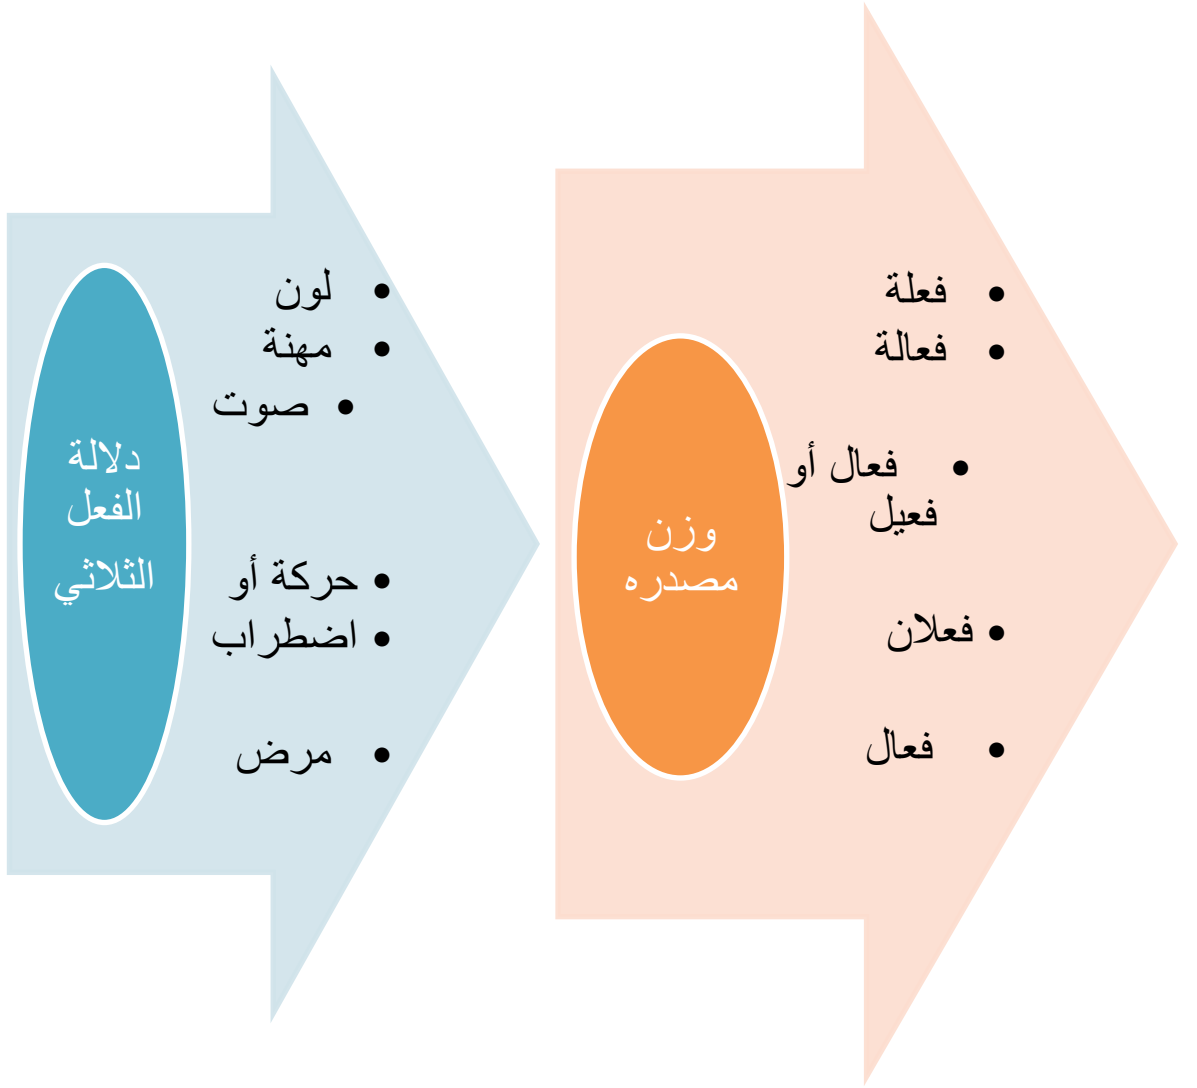 دلالة
الفعل
الثلاثي
• لون
• مهنة
• صوت
• حركة أو
• اضطراب
• مرض
وزن
مصدره
• فعلة
• فعالة
• فعال أو
فعيل
• فعلان
• فعال